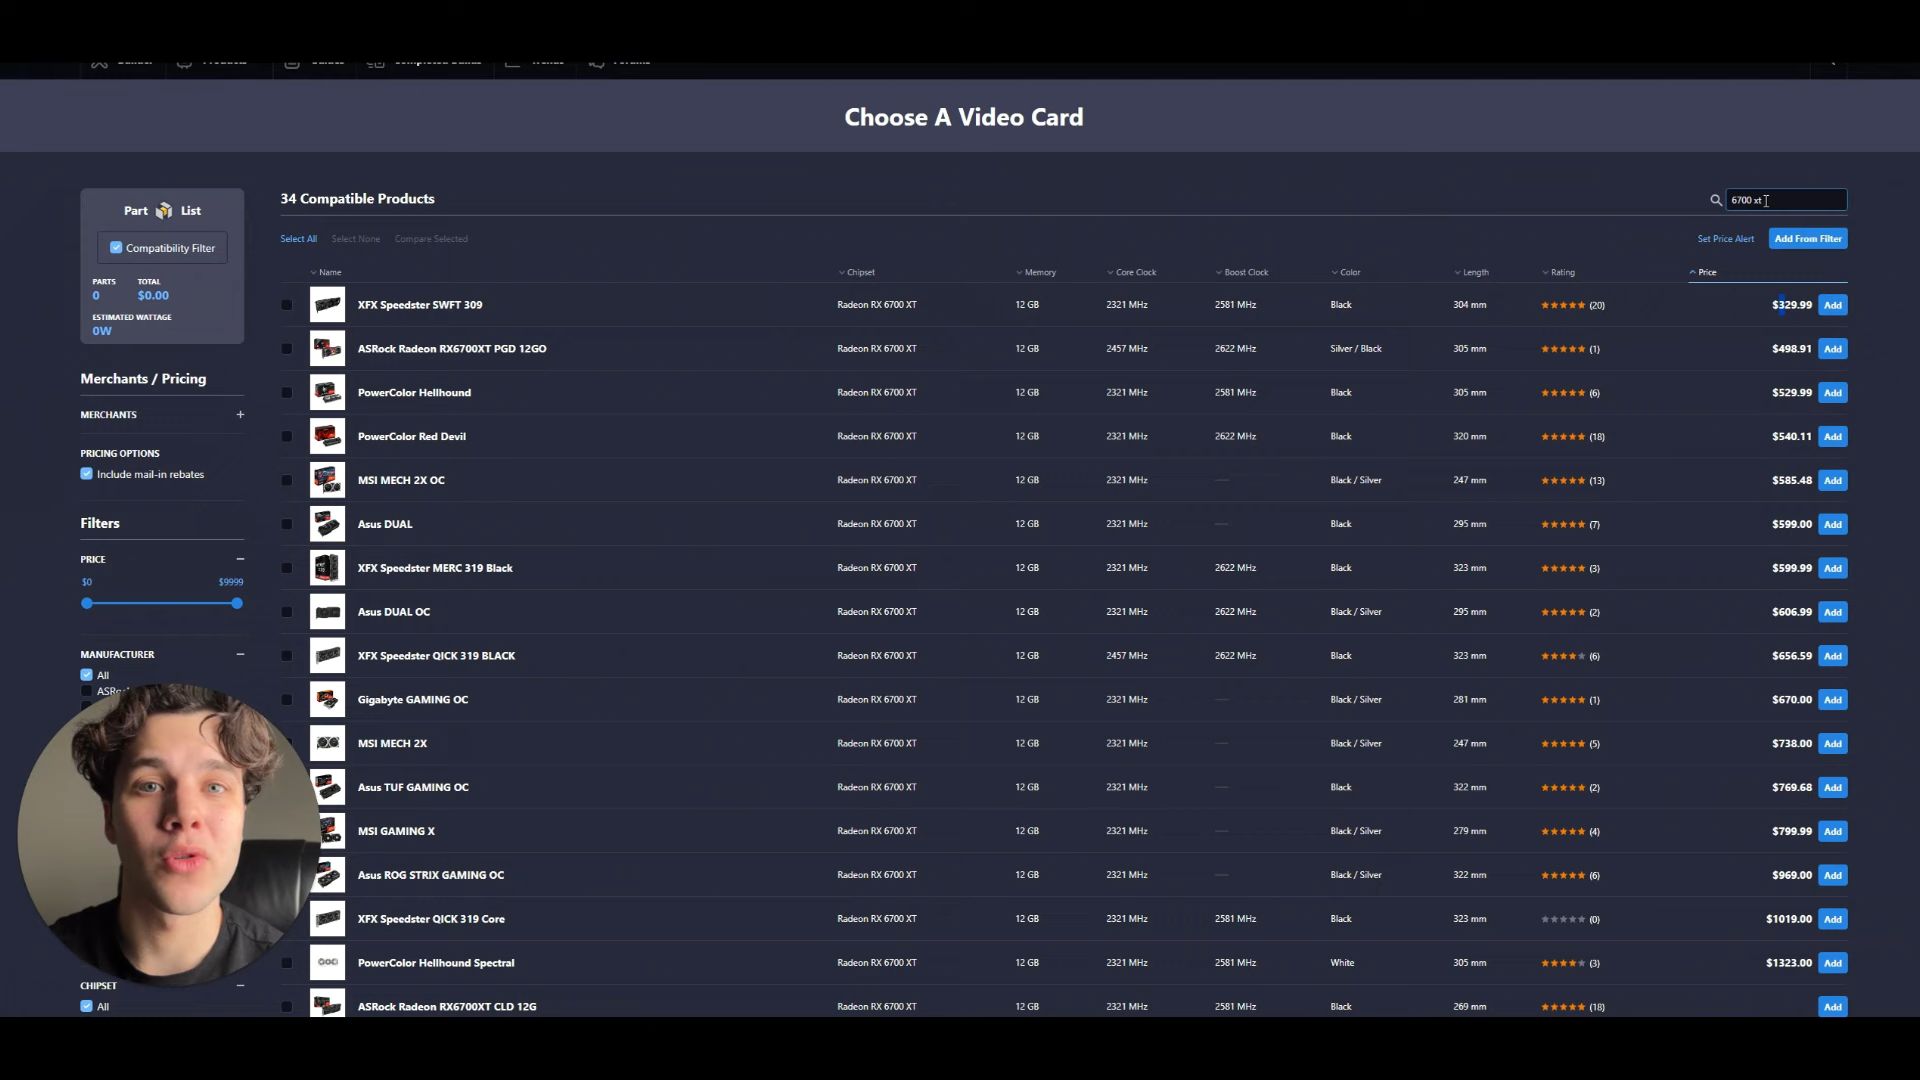 Choose A Video Card
Part List
Compatibility Filter
PARTS TOTAL
0 $0.00
ESTIMATED WATTAGE
0W
Merchants / Pricing
MERCHANTS +
PRICING OPTIONS
Include mail-in rebates
Filters
PRICE
$0 $9999
MANUFACTURER
All
CHIPSET
All
34 Compatible Products
6700 xt
Select All Select None Compare Selected
Set Price Alert Add From Filter
Name Chipset Memory Core Clock Boost Clock Color Length Rating Price
XFX Speedster SWFT 309 Radeon RX 6700 XT 12 GB 2321 MHz 2581 MHz Black 304 mm (20) $329.99 Add
ASRock Radeon RX6700XT PGD 12GO Radeon RX 6700 XT 12 GB 2457 MHz 2622 MHz Silver / Black 305 mm (1) $498.91 Add
PowerColor Hellhound Radeon RX 6700 XT 12 GB 2321 MHz 2581 MHz Black 305 mm (6) $529.99 Add
PowerColor Red Devil Radeon RX 6700 XT 12 GB 2321 MHz 2622 MHz Black 320 mm (18) $540.11 Add
MSI MECH 2X OC Radeon RX 6700 XT 12 GB 2321 MHz Black / Silver 247 mm (13) $585.48 Add
Asus DUAL Radeon RX 6700 XT 12 GB 2321 MHz Black 295 mm (7) $599.00 Add
XFX Speedster MERC 319 Black Radeon RX 6700 XT 12 GB 2321 MHz 2622 MHz Black 323 mm (3) $599.99 Add
Asus DUAL OC Radeon RX 6700 XT 12 GB 2321 MHz 2622 MHz Black / Silver 295 mm (2) $606.99 Add
XFX Speedster QICK 319 BLACK Radeon RX 6700 XT 12 GB 2457 MHz 2622 MHz Black 323 mm (6) $656.59 Add
Gigabyte GAMING OC Radeon RX 6700 XT 12 GB 2321 MHz Black / Silver 281 mm (1) $670.00 Add
MSI MECH 2X Radeon RX 6700 XT 12 GB 2321 MHz Black / Silver 247 mm (5) $738.00 Add
Asus TUF GAMING OC Radeon RX 6700 XT 12 GB 2321 MHz Black 322 mm (2) $769.68 Add
MSI GAMING X Radeon RX 6700 XT 12 GB 2321 MHz Black / Silver 279 mm (4) $799.99 Add
Asus ROG STRIX GAMING OC Radeon RX 6700 XT 12 GB 2321 MHz Black / Silver 322 mm (6) $969.00 Add
XFX Speedster QICK 319 Core Radeon RX 6700 XT 12 GB 2321 MHz 2581 MHz Black 323 mm (0) $1019.00 Add
PowerColor Hellhound Spectral Radeon RX 6700 XT 12 GB 2321 MHz 2581 MHz White 305 mm (3) $1323.00 Add
ASRock Radeon RX6700XT CLD 12G Radeon RX 6700 XT 12 GB 2321 MHz 2581 MHz Black 269 mm (18) Add